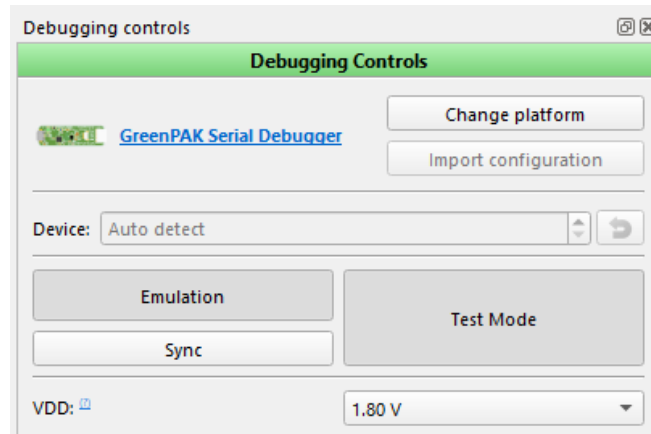 Debugging controls
Debugging Controls
GreenPAK Serial Debugger
Change platform
Import configuration
Device: Auto detect
Emulation
Test Mode
Sync
VDD: 1.80 V